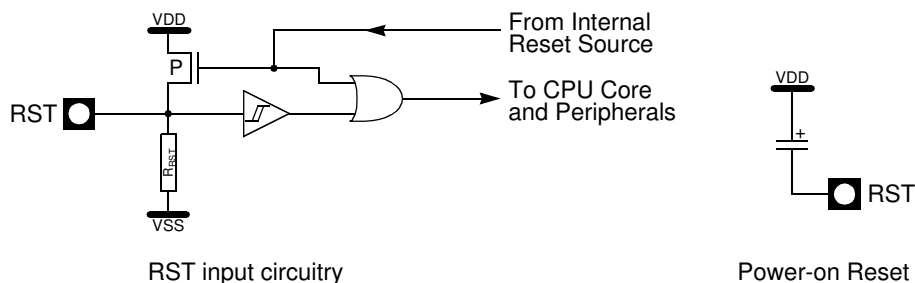 VDD
From Internal
Reset Source
P
To CPU Core
and Peripherals
RST
RRST
VSS
VDD
+
RST
RST input circuitry
Power-on Reset